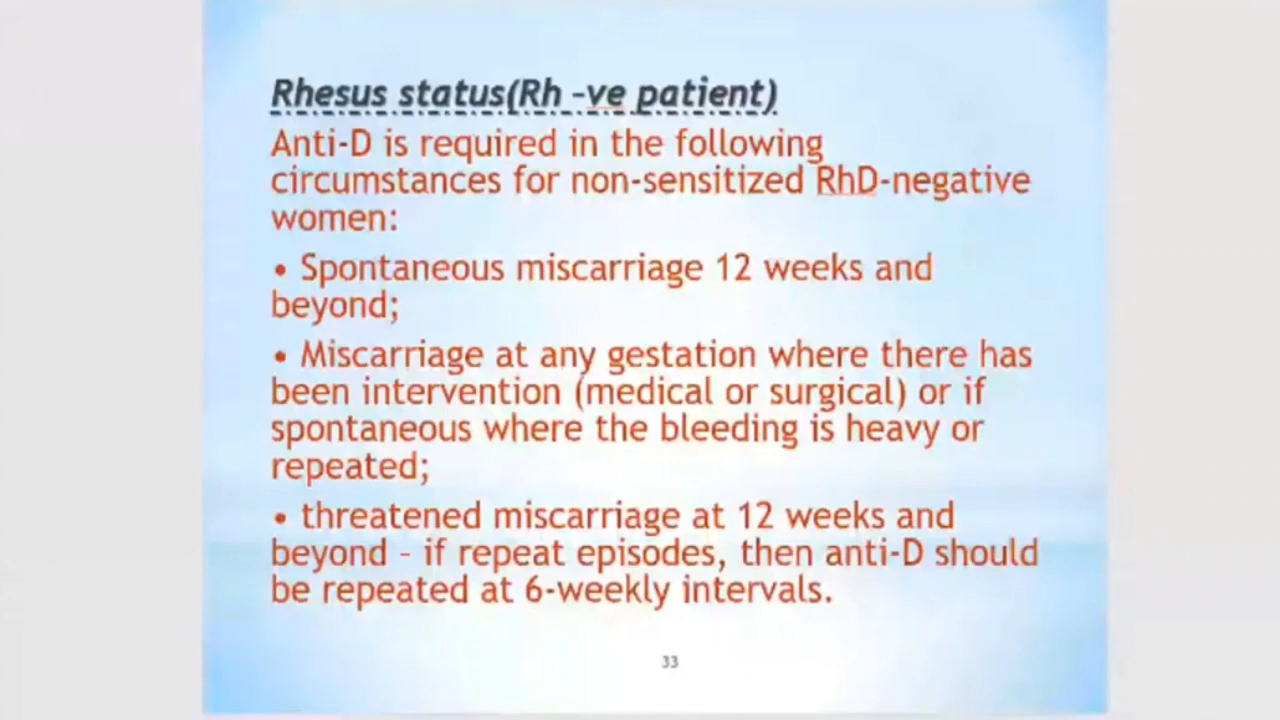 Rhesus status(Rh -ve patient)
Anti-D is required in the following
circumstances for non-sensitized RhD-negative
women:
• Spontaneous miscarriage 12 weeks and
beyond;
• Miscarriage at any gestation where there has
been intervention (medical or surgical) or if
spontaneous where the bleeding is heavy or
repeated;
• threatened miscarriage at 12 weeks and
beyond – if repeat episodes, then anti-D should
be repeated at 6-weekly intervals.
33